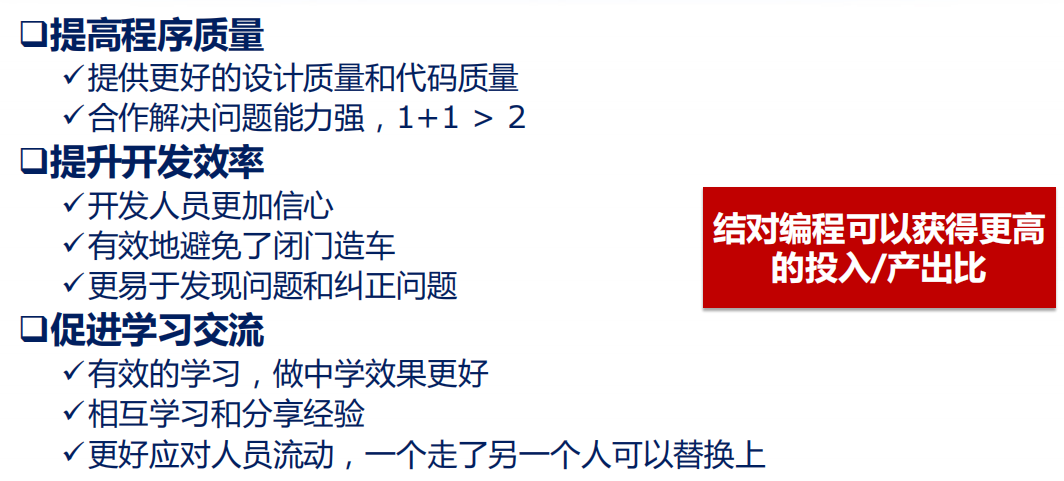 ❑提高程序质量
✓提供更好的设计质量和代码质量
✓合作解决问题能力强，1+1 > 2
❑提升开发效率
✓开发人员更加信心
✓有效地避免了闭门造车
✓更易于发现问题和纠正问题
❑促进学习交流
✓有效的学习，做中学效果更好
✓相互学习和分享经验
✓更好应对人员流动，一个走了另一个人可以替换上
结对编程可以获得更高
的投入/产出比